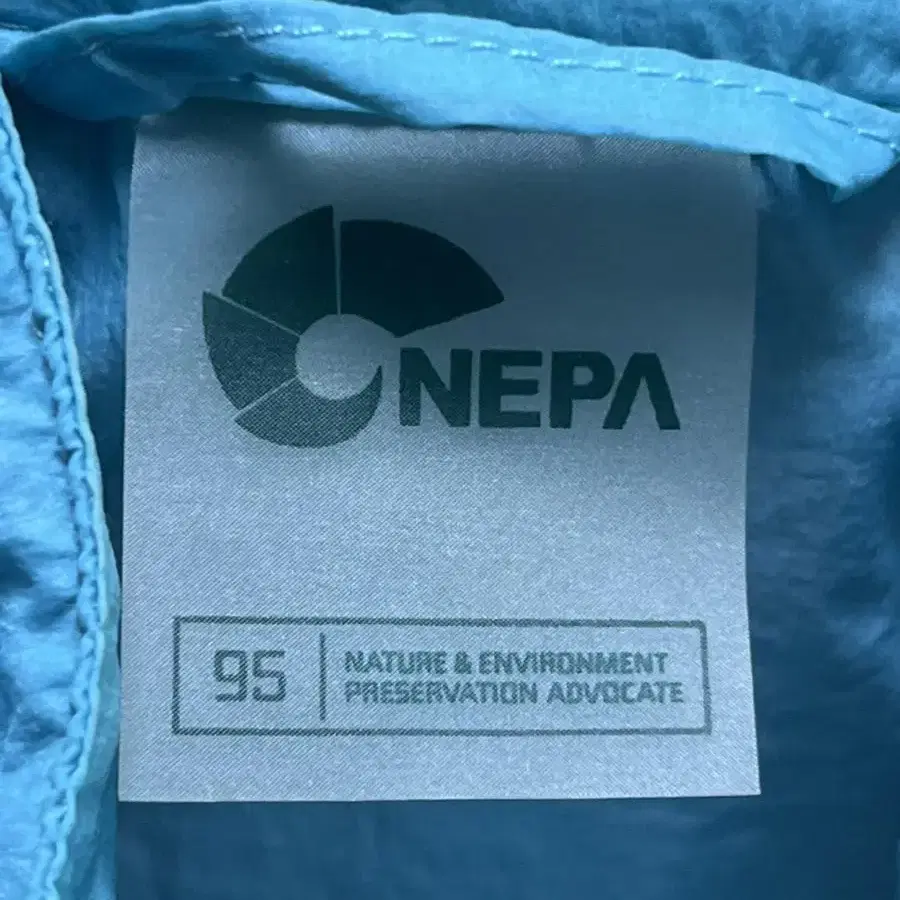 NEPA
95
NATURE & ENVIRONMENT
PRESERVATION ADVOCATE